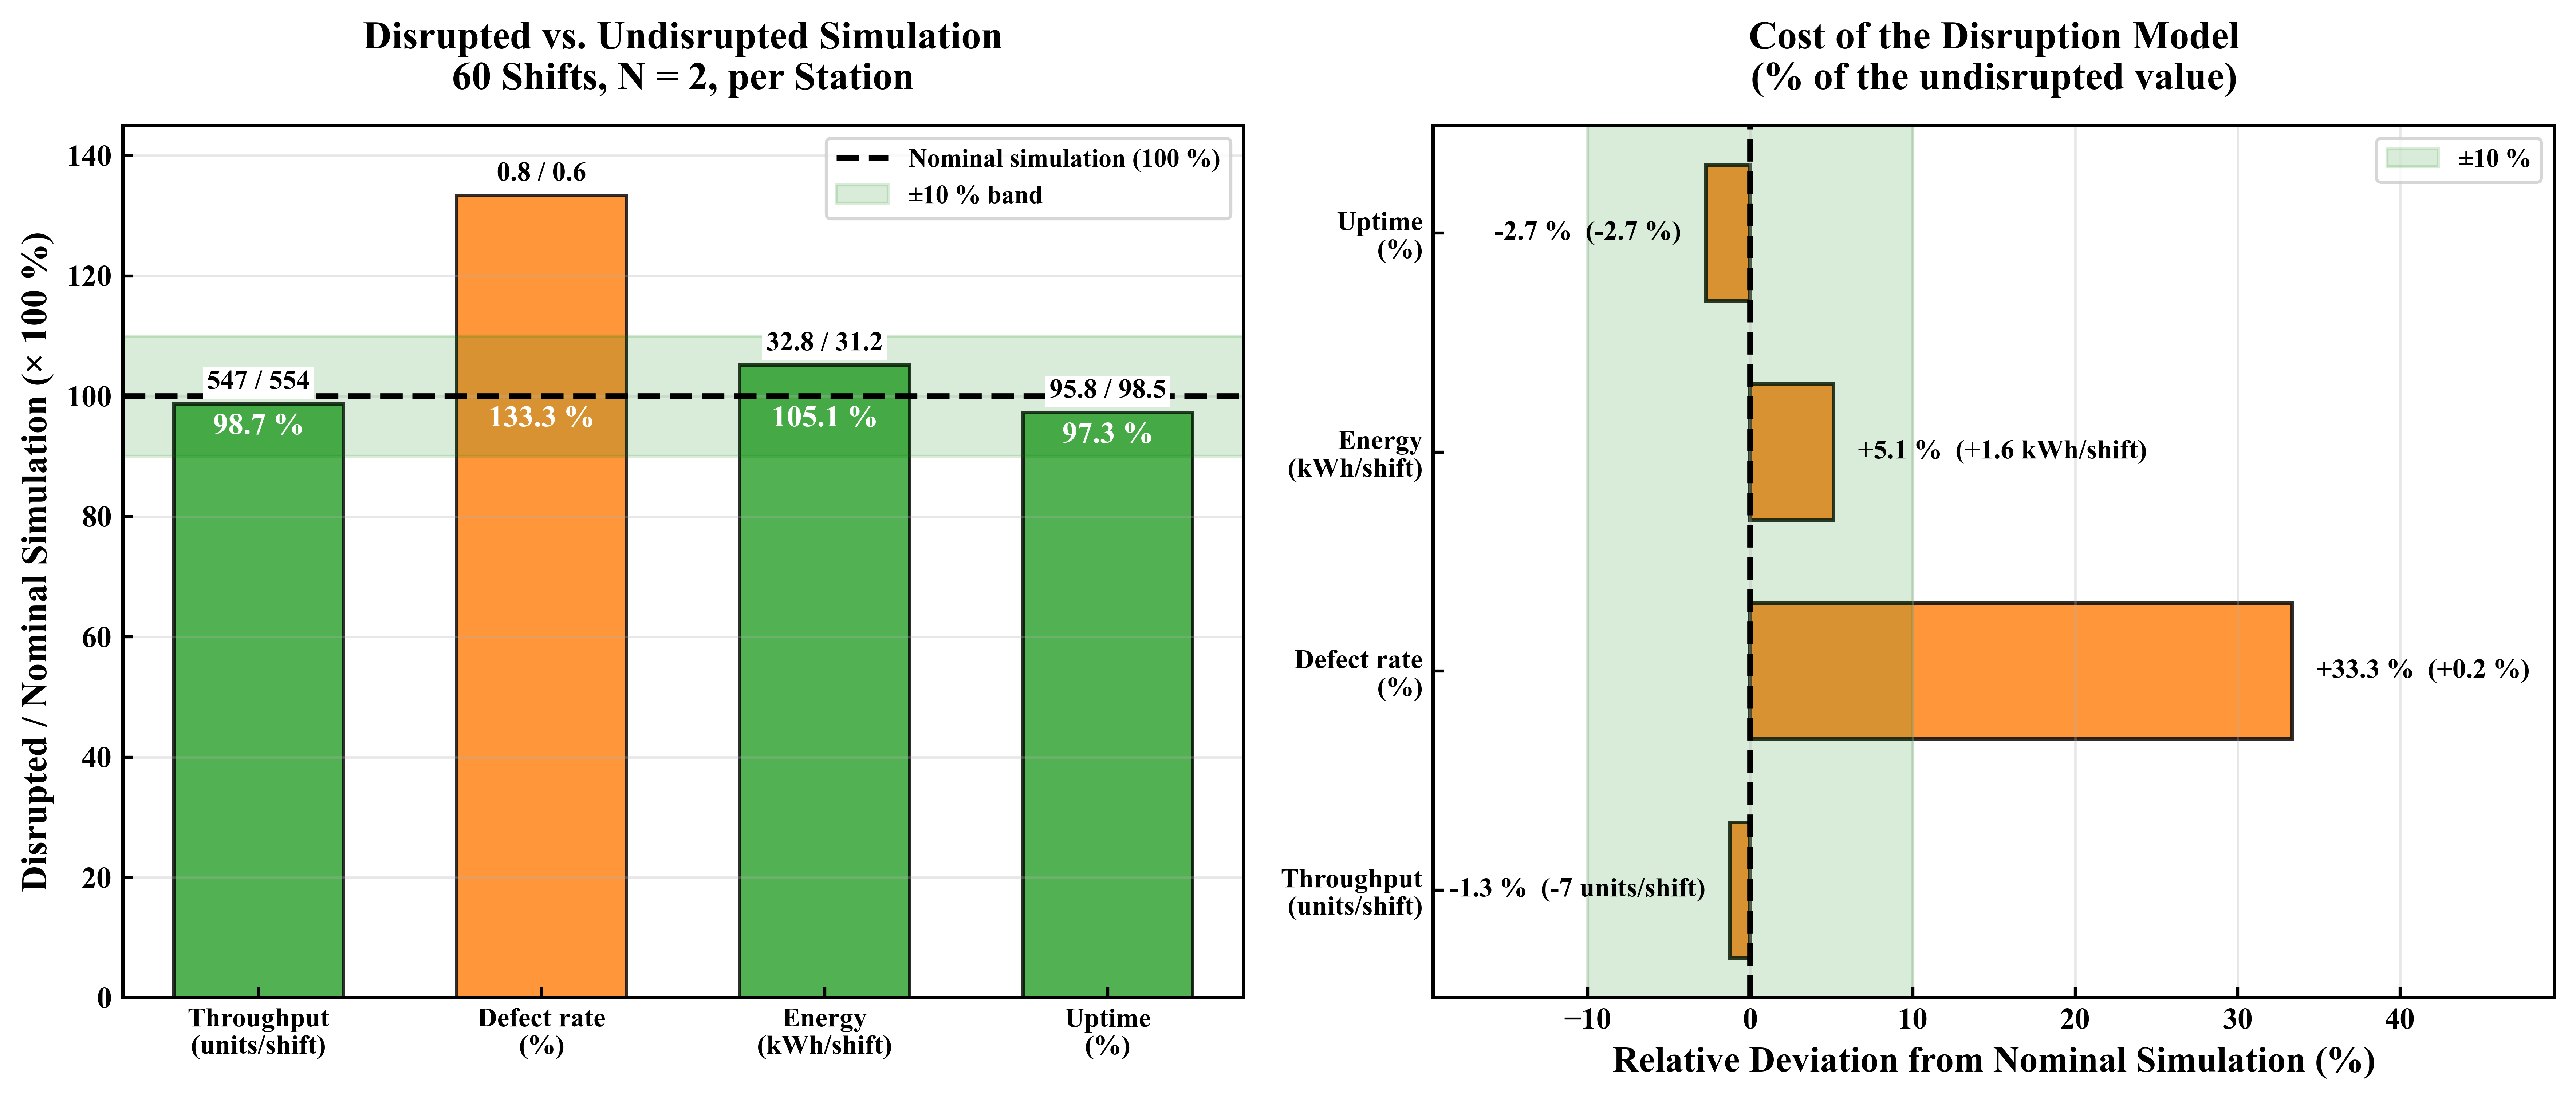 Disrupted vs. Undisrupted Simulation
60 Shifts, N = 2, per Station
Disrupted / Nominal Simulation (× 100 %)
140
120
100
80
60
40
20
0
Nominal simulation (100 %)
±10 % band
547 / 554
98.7 %
0.8 / 0.6
133.3 %
32.8 / 31.2
105.1 %
95.8 / 98.5
97.3 %
Throughput
(units/shift)
Defect rate
(%)
Energy
(kWh/shift)
Uptime
(%)
Cost of the Disruption Model
(% of the undisrupted value)
±10 %
Uptime
(%)
-2.7 % (-2.7 %)
Energy
(kWh/shift)
+5.1 % (+1.6 kWh/shift)
Defect rate
(%)
+33.3 % (+0.2 %)
Throughput
(units/shift)
-1.3 % (-7 units/shift)
−10
0
10
20
30
40
Relative Deviation from Nominal Simulation (%)